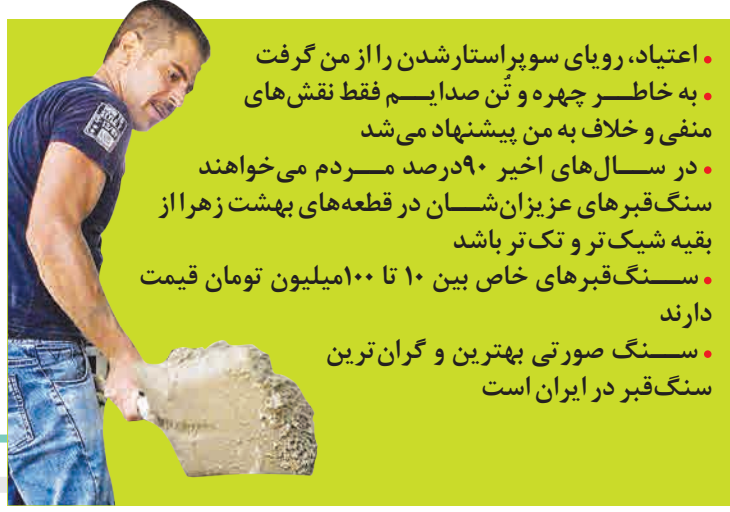 • اعتیاد، رویای سوپراستارشدن را از من گرفت
• به خاطر چهره و تُن صدایم فقط نقش‌های
منفی و خلاف به من پیشنهاد می‌شد
• در سال‌های اخیر ۹۰درصد مردم می‌خواهند
سنگ‌قبرهای عزیزان‌شان در قطعه‌های بهشت زهرا از
بقیه شیک‌تر و تک‌تر باشد
• سنگ‌قبرهای خاص بین ۱۰ تا ۱۰۰میلیون تومان قیمت
دارند
• سنگ صورتی بهترین و گران‌ترین
سنگ‌قبر در ایران است